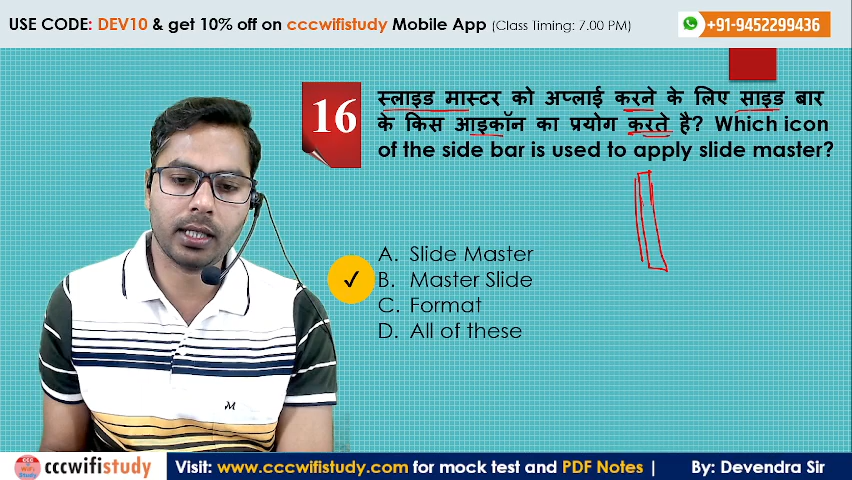 USE CODE: DEV10 & get 10% off on cccwifistudy Mobile App (Class Timing: 7.00 PM)
+91-9452299436
16
स्लाइड मास्टर को अप्लाई करने के लिए साइड बार
के किस आइकॉन का प्रयोग करते है? Which icon
of the side bar is used to apply slide master?
A. Slide Master
B. Master Slide
C. Format
D. All of these
M
CCC
WiFi
Study
cccwifistudy
Visit: www.cccwifistudy.com for mock test and PDF Notes |
By: Devendra Sir